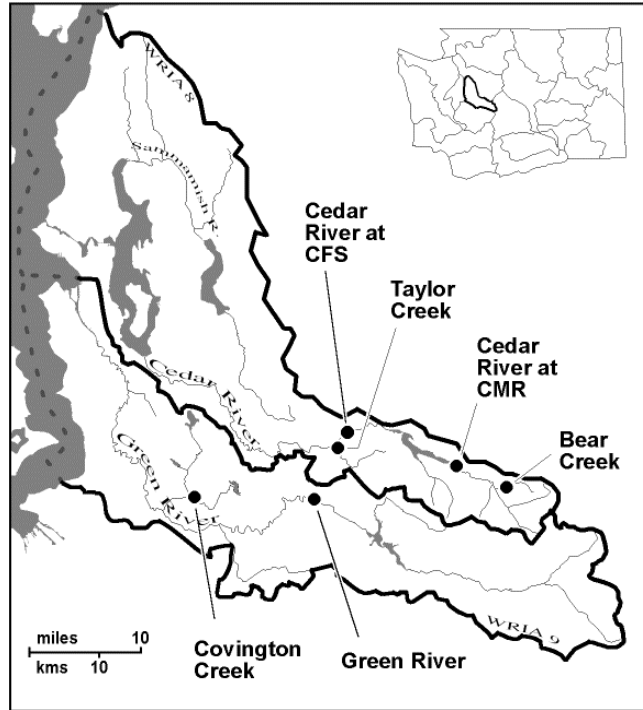 WRIA 8
Sammamish R.
Cedar
River at
CFS
Taylor
Creek
Cedar
River at
CMR
Bear
Creek
Cedar River
Green River
Covington
Creek
Green River
WRIA 9
miles 10
kms 10